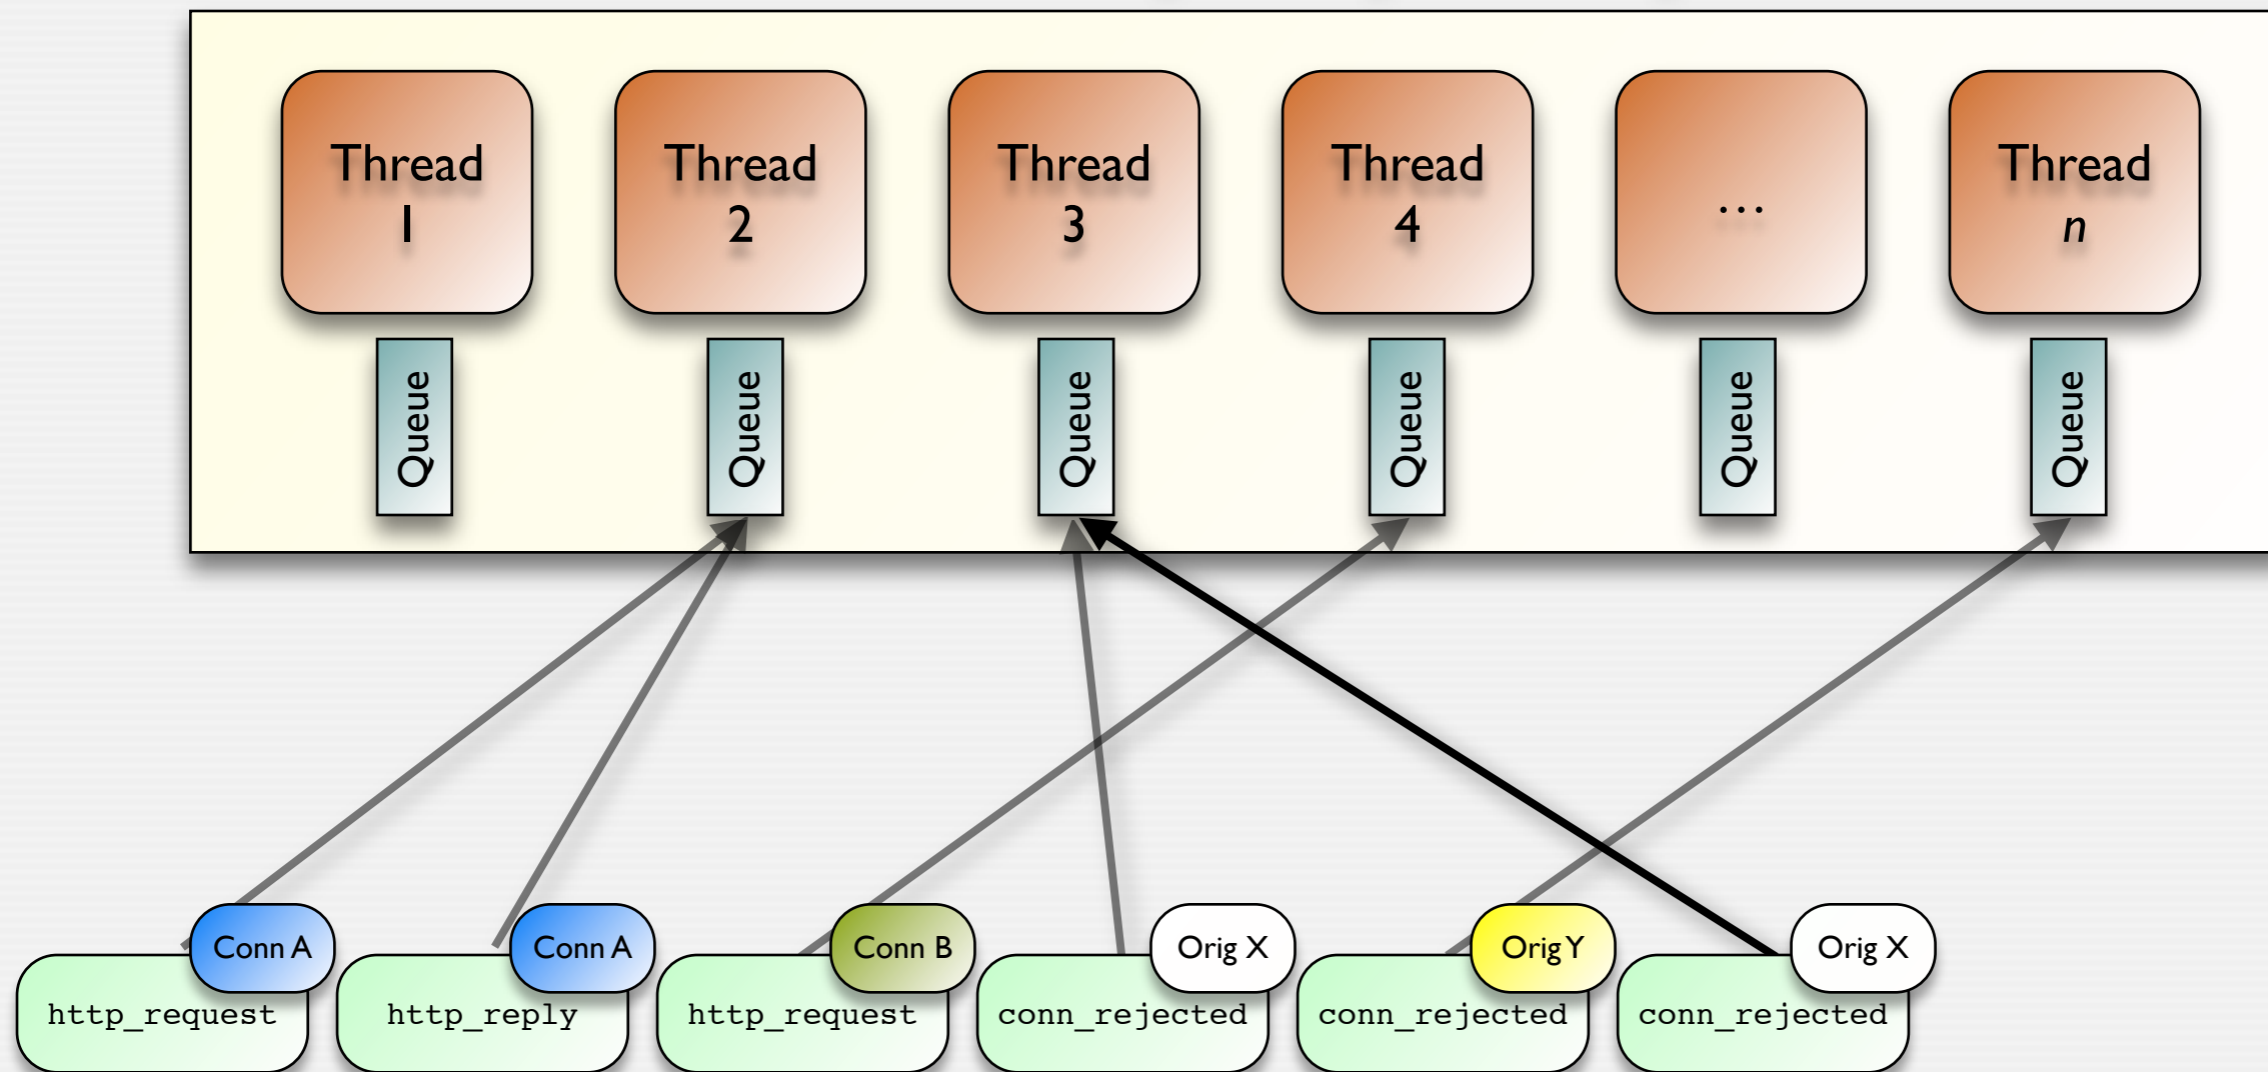 Thread
1
Thread
2
Thread
3
Thread
4
...
Thread
n
Queue
Queue
Queue
Queue
Queue
Queue
Conn A
Conn A
Conn B
Orig X
Orig Y
Orig X
http_request
http_reply
http_request
conn_rejected
conn_rejected
conn_rejected